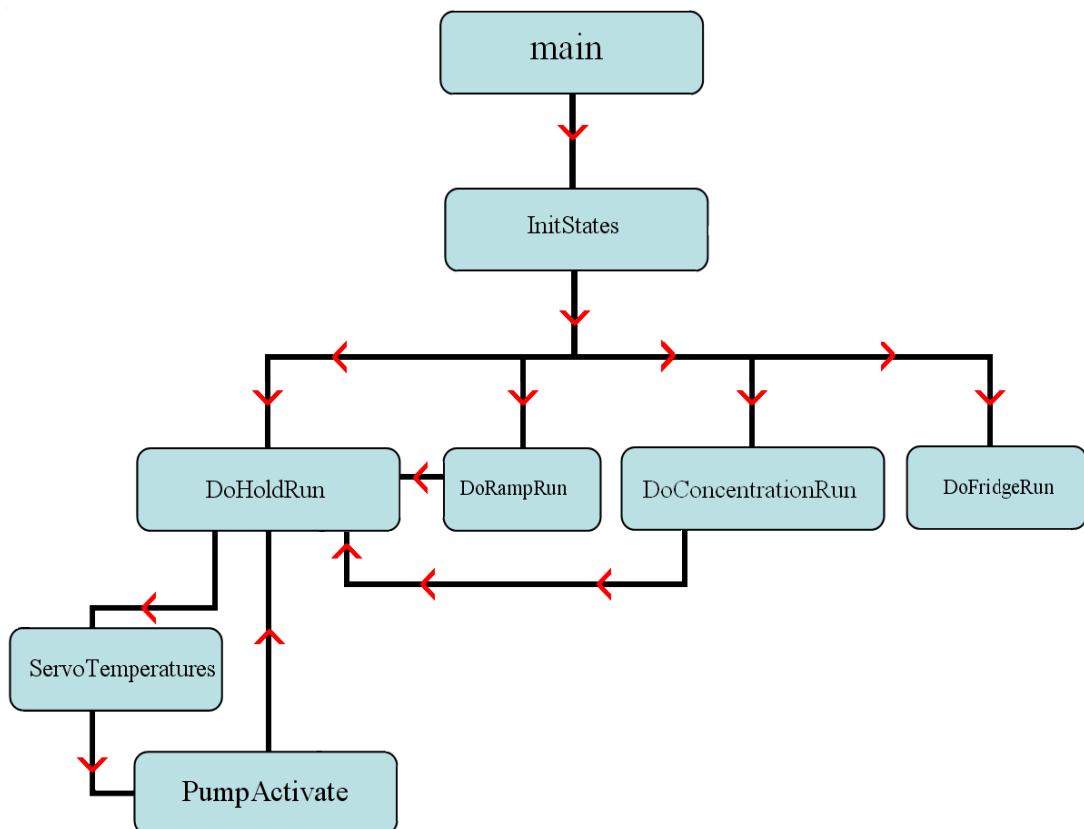 main
InitStates
DoHoldRun
DoRampRun
DoConcentrationRun
DoFridgeRun
ServoTemperatures
PumpActivate